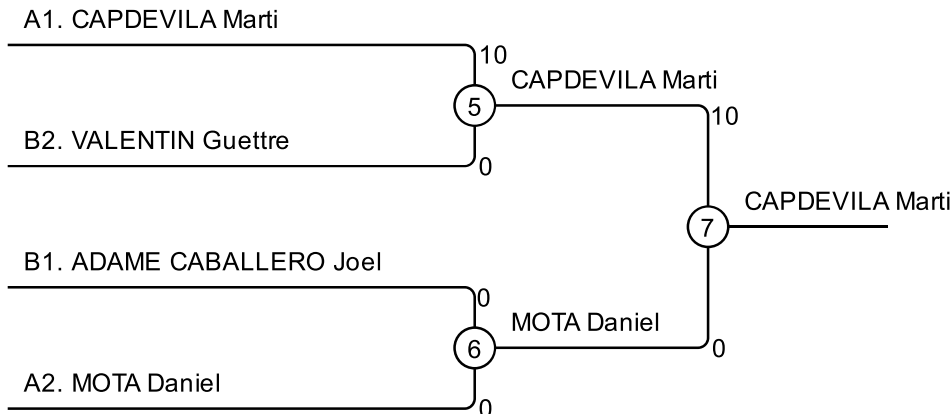 A1. CAPDEVILA Marti
10
CAPDEVILA Marti
5
10
B2. VALENTIN Guettre
0
CAPDEVILA Marti
7
B1. ADAME CABALLERO Joel
0
MOTA Daniel
6
0
A2. MOTA Daniel
0